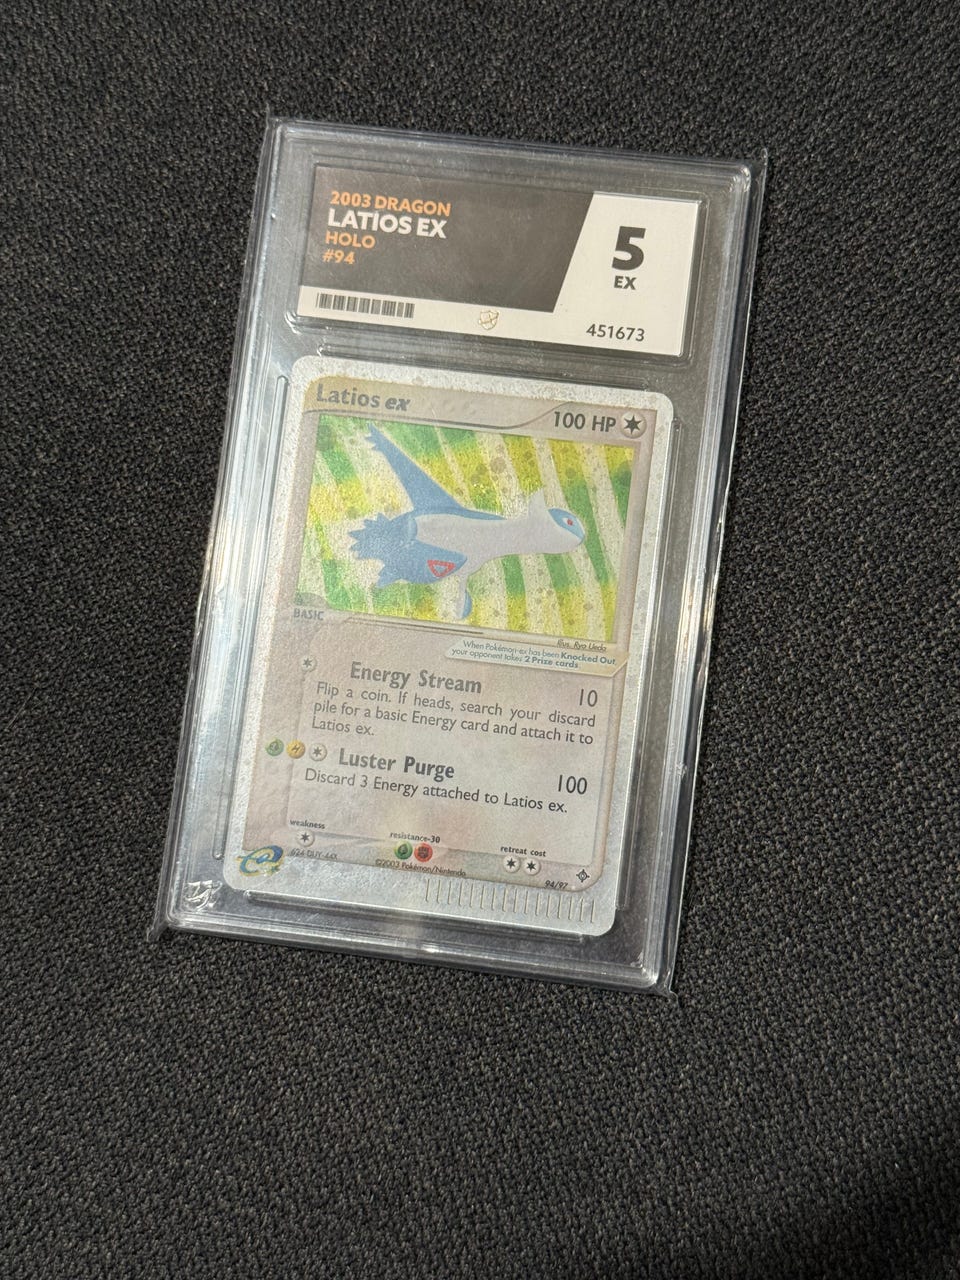 2003 DRAGON
LATIOS EX
HOLO
#94
5
EX
451673
Latios ex
100 HP
BASIC
Illus. Ryo Ueda
When Pokémon-ex has been Knocked Out
your opponent takes 2 Prize cards.
Energy Stream 10
Flip a coin. If heads, search your discard
pile for a basic Energy card and attach it to
Latios ex.
Luster Purge 100
Discard 3 Energy attached to Latios ex.
weakness
resistance-30
retreat cost
©2003 Pokémon/Nintendo
94/97